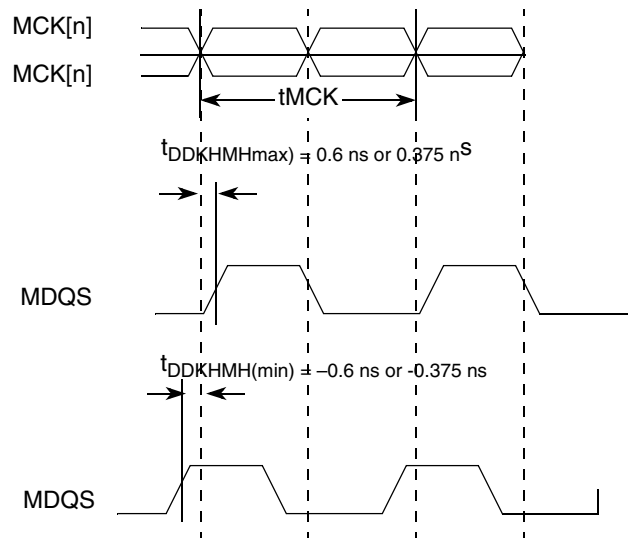 MCK[n]
MCK[n]
tMCK
tDDKHMHmax) = 0.6 ns or 0.375 ns
MDQS
tDDKHMH(min) = –0.6 ns or -0.375 ns
MDQS